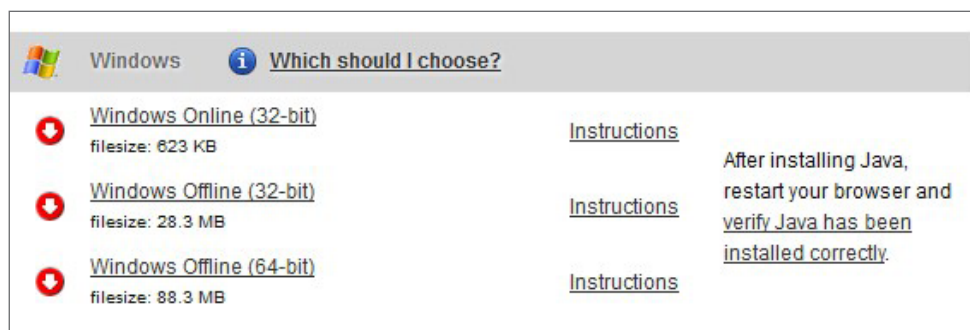 Windows Which should I choose?
Windows Online (32-bit)
filesize: 623 KB
Instructions
Windows Offline (32-bit)
filesize: 28.3 MB
Instructions
Windows Offline (64-bit)
filesize: 88.3 MB
Instructions
After installing Java,
restart your browser and
verify Java has been
installed correctly.